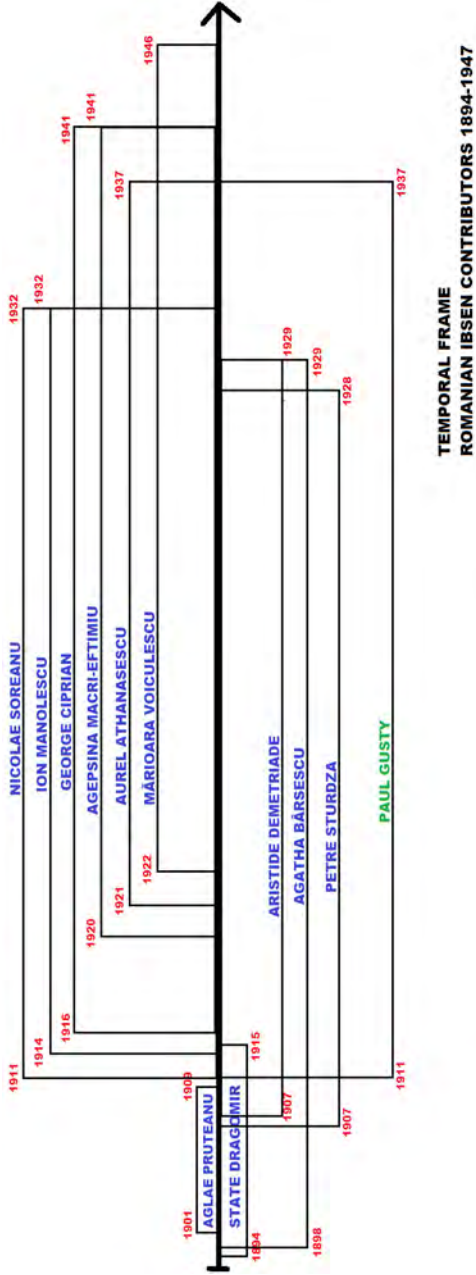 1911
NICOLAE SOREANU
1932
1914
ION MANOLESCU
1932
1916
GEORGE CIPRIAN
1941
1920
AGEPSINA MACRI-EFTIMIU
1941
1921
AUREL ATHANASESCU
1937
1922
MĂRIOARA VOICULESCU
1946
1901
AGLAE PRUTEANU
1909
1894
STATE DRAGOMIR
1915
1907
ARISTIDE DEMETRIADE
1929
1898
AGATHA BÂRSESCU
1929
1907
PETRE STURDZA
1928
1911
PAUL GUSTY
1937
TEMPORAL FRAME
ROMANIAN IBSEN CONTRIBUTORS 1894-1947